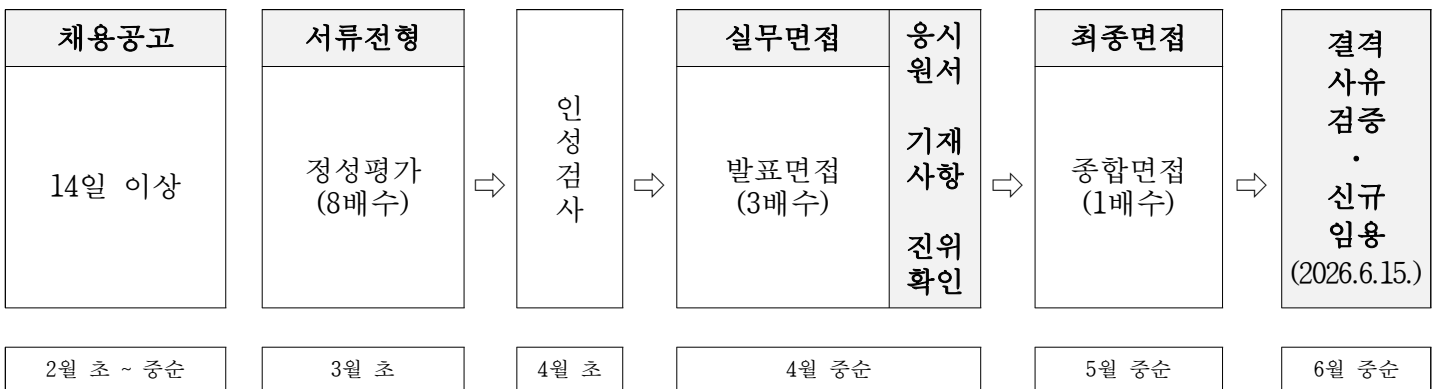 채용공고
14일 이상
서류전형
정성평가
(8배수)
⇨
인
성
검
사
⇨
실무면접
발표면접
(3배수)
응시
원서
기재
사항
진위
확인
⇨
최종면접
종합면접
(1배수)
⇨
결격
사유
검증
·
신규
임용
(2026.6.15.)
2월 초 ~ 중순
3월 초
4월 초
4월 중순
5월 중순
6월 중순